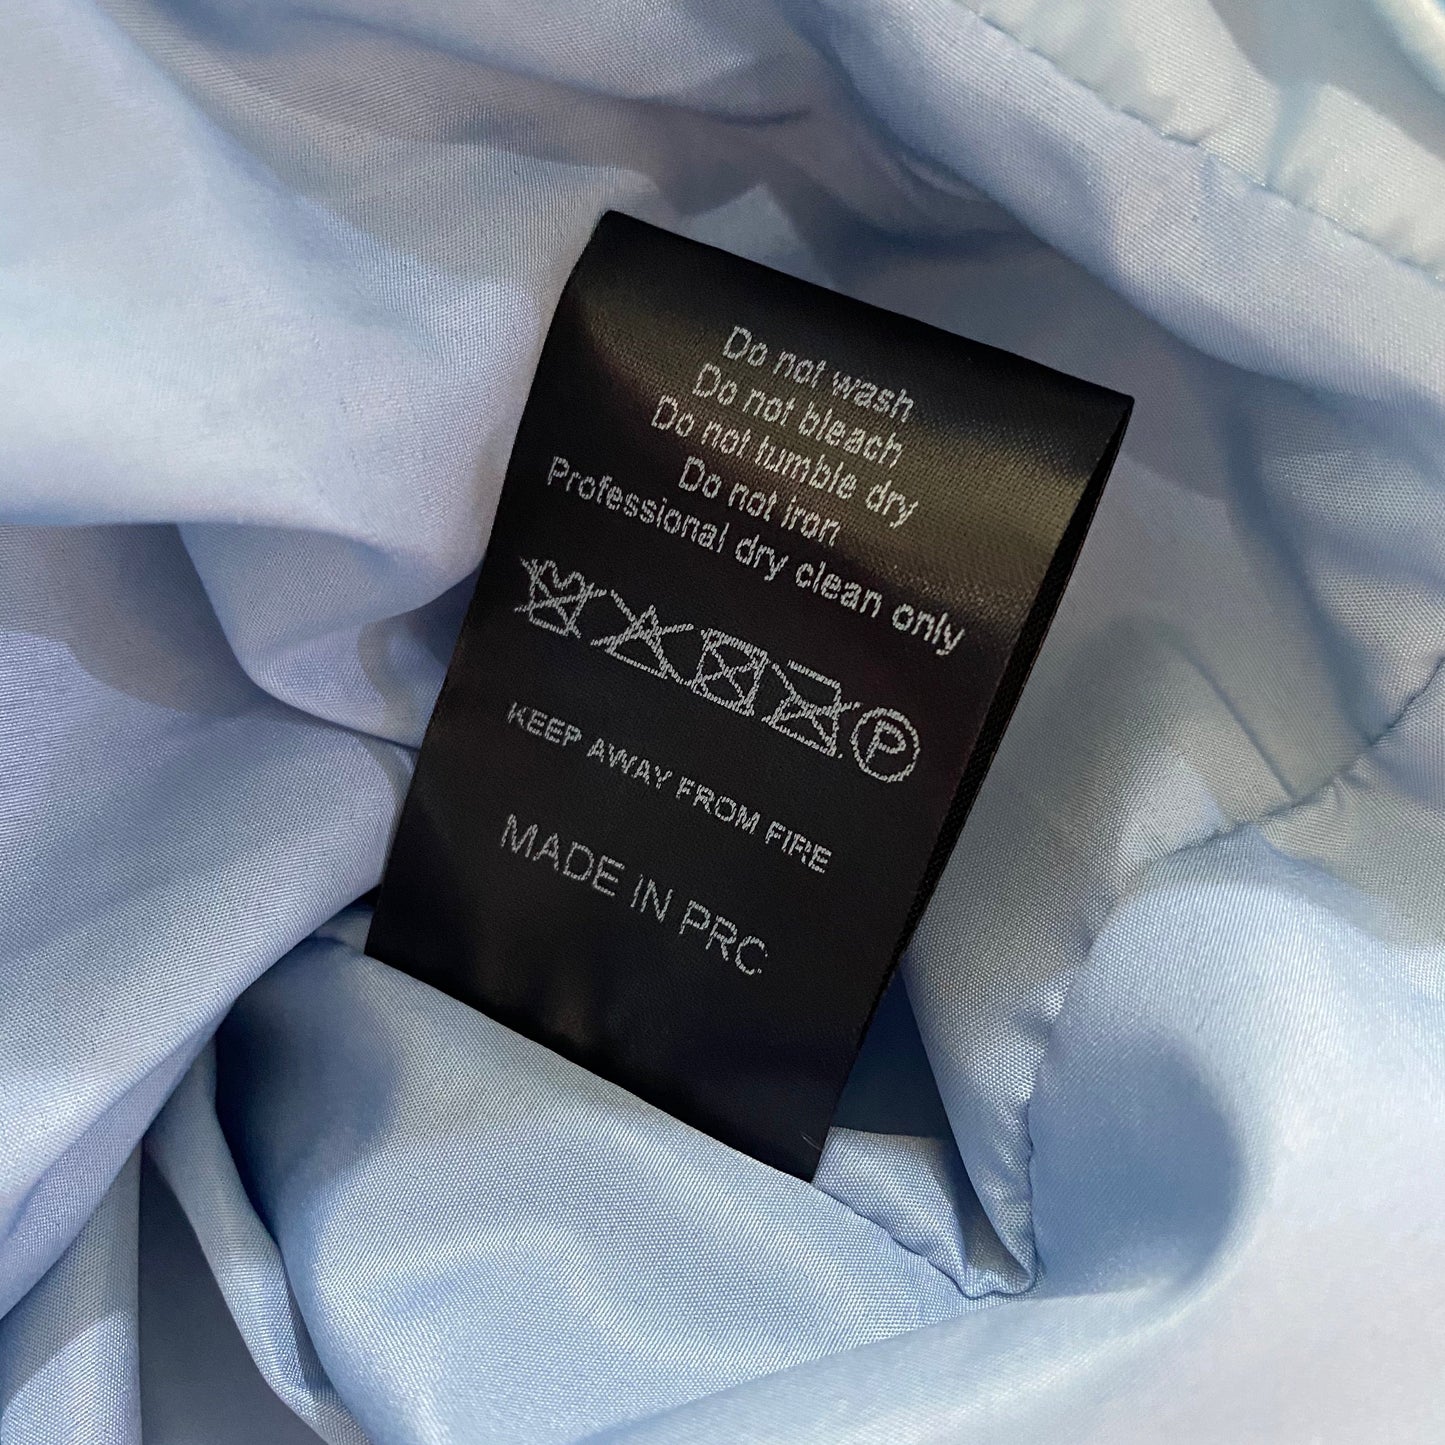 Do not wash
Do not bleach
Do not tumble dry
Do not iron
Professional dry clean only
P
KEEP AWAY FROM FIRE
MADE IN PRC